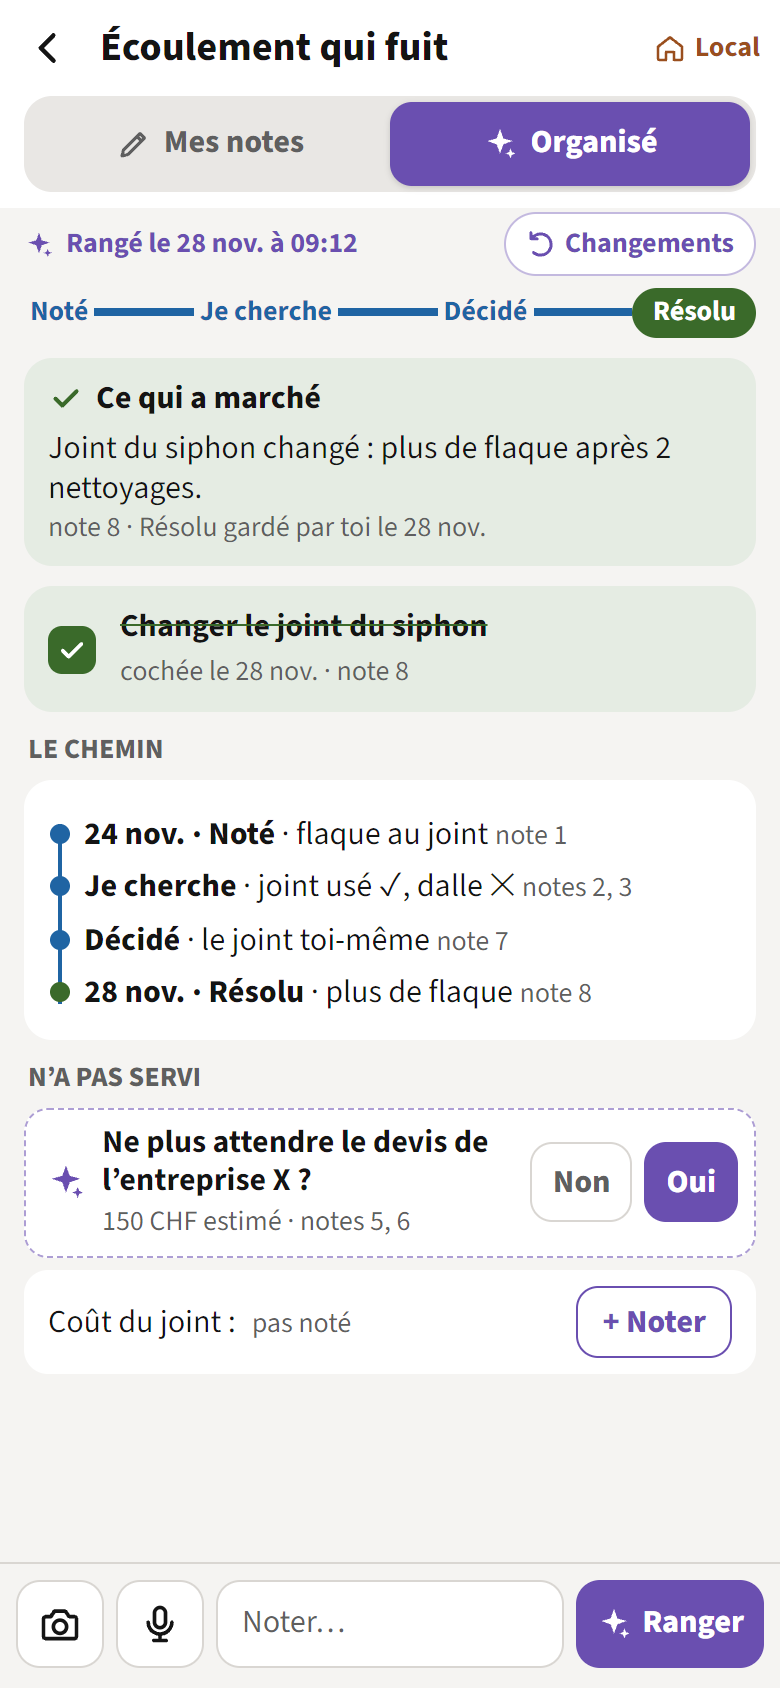 Écoulement qui fuit
Local
Mes notes
Organisé
Rangé le 28 nov. à 09:12
Changements
Noté
Je cherche
Décidé
Résolu
Ce qui a marché
Joint du siphon changé : plus de flaque après 2
nettoyages.
note 8 · Résolu gardé par toi le 28 nov.
Changer le joint du siphon
cochée le 28 nov. · note 8
LE CHEMIN
24 nov. · Noté · flaque au joint note 1
Je cherche · joint usé ✓, dalle ✕ notes 2, 3
Décidé · le joint toi-même note 7
28 nov. · Résolu · plus de flaque note 8
N’A PAS SERVI
Ne plus attendre le devis de
l’entreprise X ?
150 CHF estimé · notes 5, 6
Non
Oui
Coût du joint : pas noté
+ Noter
Noter…
Ranger